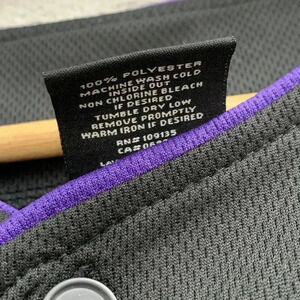 100% POLYESTER
MACHINE WASH COLD
INSIDE OUT
NON CHLORINE BLEACH
IF DESIRED
TUMBLE DRY LOW
REMOVE PROMPTLY
WARM IRON IF DESIRED
RN# 109135